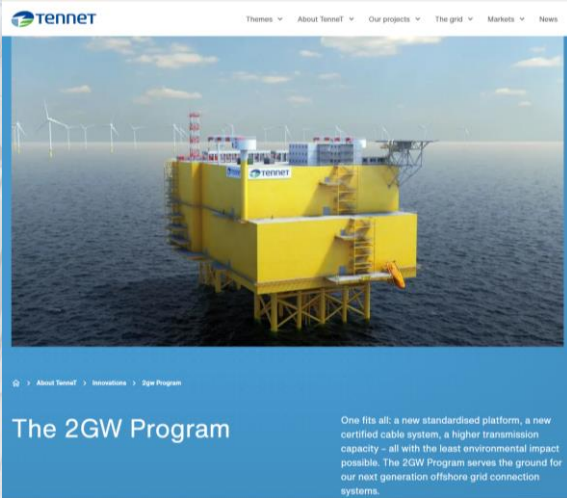 TENNET
Themes About TenneT Our projects The grid Markets News
TENNET
About TenneT > Innovations > 2gw Program
The 2GW Program
One fits all: a new standardised platform, a new
certified cable system, a higher transmission
capacity – all with the least environmental impact
possible. The 2GW Program serves the ground for
our next generation offshore grid connection
systems.